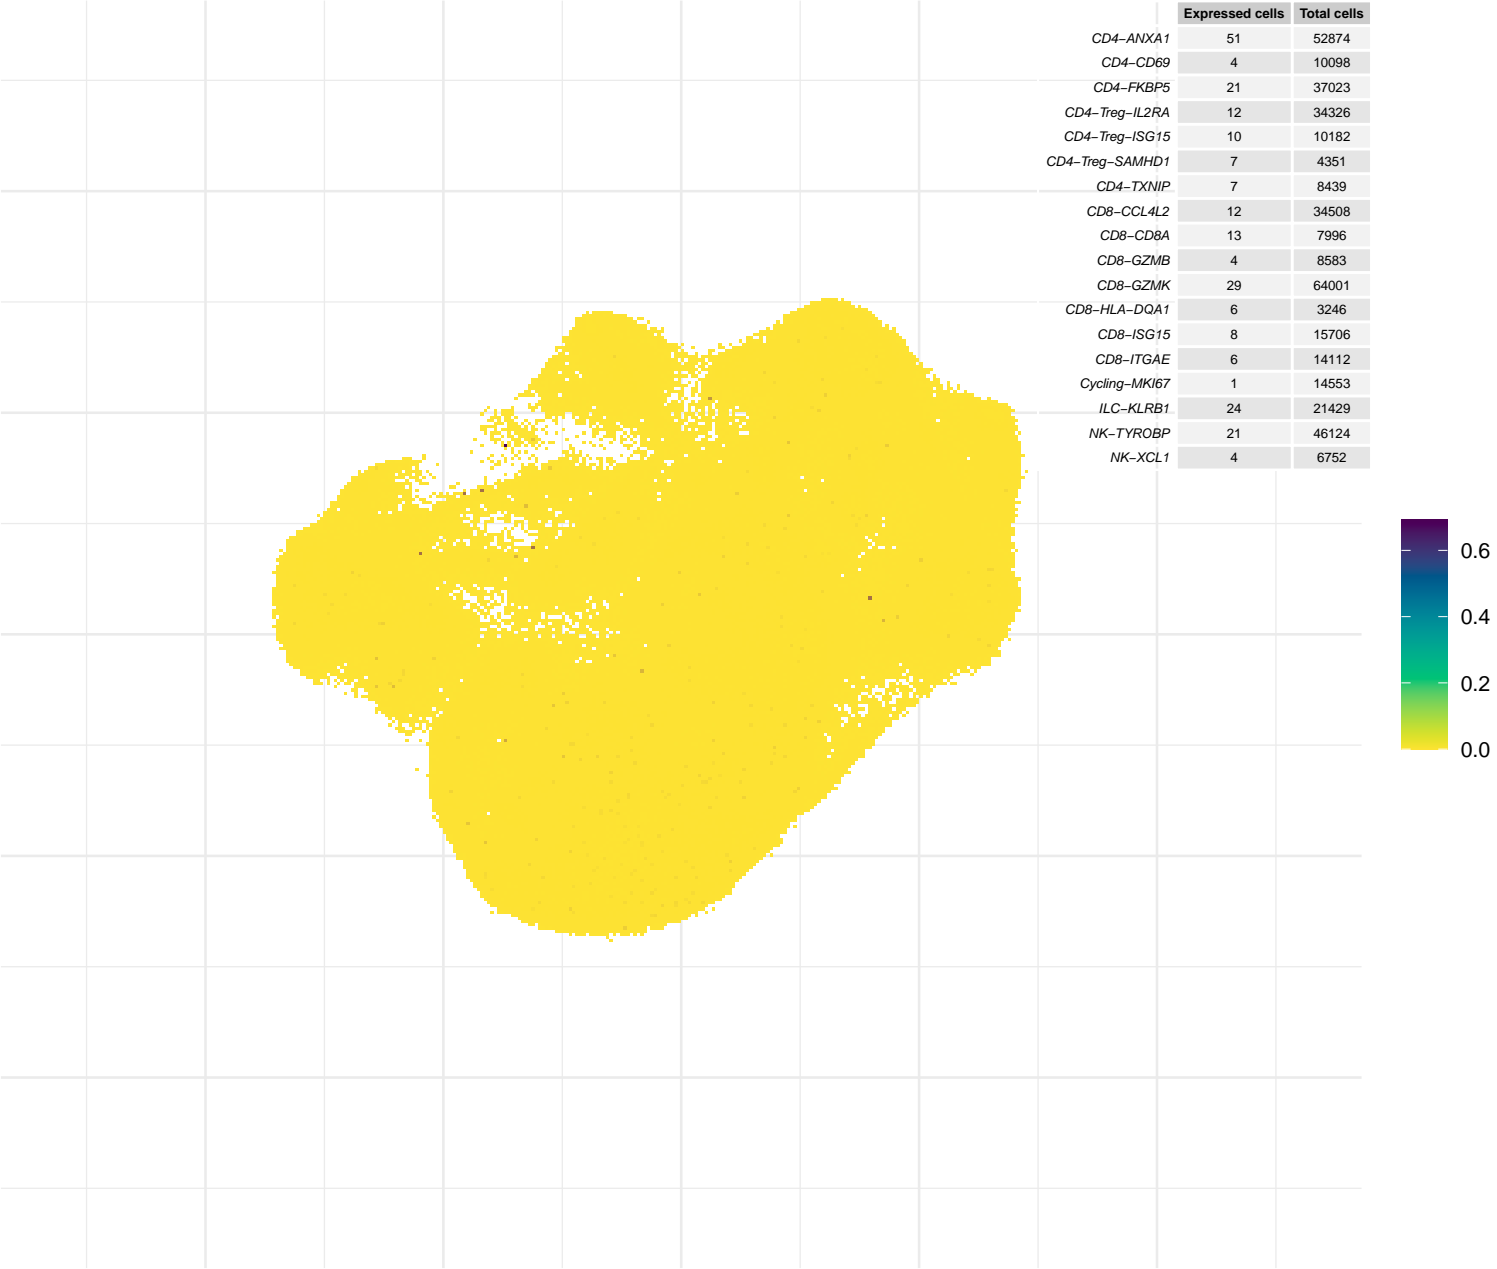 Expressed cells Total cells
CD4−ANXA1 51 52874
CD4−CD69 4 10098
CD4−FKBP5 21 37023
CD4−Treg−IL2RA 12 34326
CD4−Treg−ISG15 10 10182
CD4−Treg−SAMHD1 7 4351
CD4−TXNIP 7 8439
CD8−CCL4L2 12 34508
CD8−CD8A 13 7996
CD8−GZMB 4 8583
CD8−GZMK 29 64001
CD8−HLA−DQA1 6 3246
CD8−ISG15 8 15706
CD8−ITGAE 6 14112
Cycling−MKI67 1 14553
ILC−KLRB1 24 21429
NK−TYROBP 21 46124
NK−XCL1 4 6752
0.6
0.4
0.2
0.0